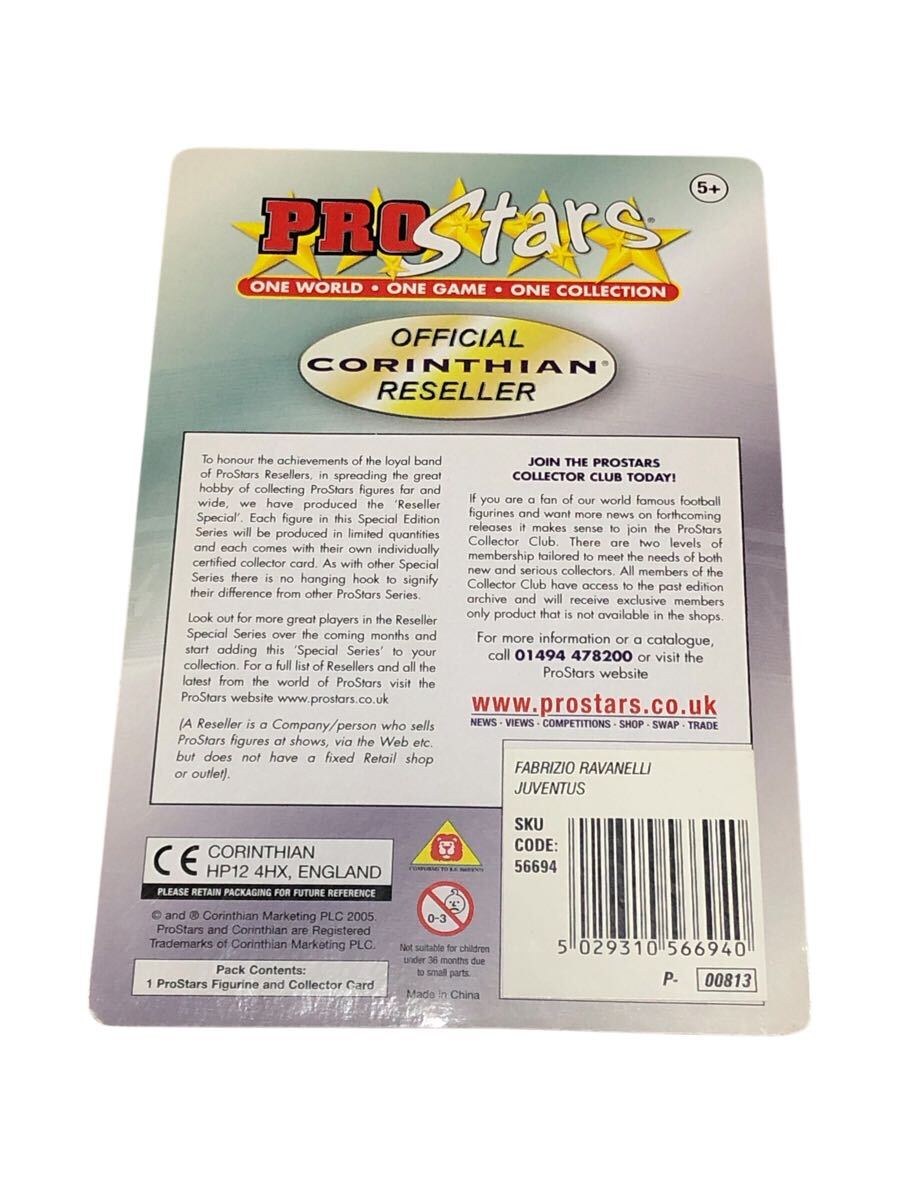 5+
PROStars®
ONE WORLD • ONE GAME • ONE COLLECTION
OFFICIAL
CORINTHIAN®
RESELLER
To honour the achievements of the loyal band
of ProStars Resellers, in spreading the great
hobby of collecting ProStars figures far and
wide, we have produced the 'Reseller
Special'. Each figure in this Special Edition
Series will be produced in limited quantities
and each comes with their own individually
certified collector card. As with other Special
Series there is no hanging hook to signify
their difference from other ProStars Series.
Look out for more great players in the Reseller
Special Series over the coming months and
start adding this 'Special Series' to your
collection. For a full list of Resellers and all the
latest from the world of ProStars visit the
ProStars website www.prostars.co.uk
(A Reseller is a Company/person who sells
ProStars figures at shows, via the Web etc.
but does not have a fixed Retail shop
or outlet).
JOIN THE PROSTARS
COLLECTOR CLUB TODAY!
If you are a fan of our world famous football
figurines and want more news on forthcoming
releases it makes sense to join the ProStars
Collector Club. There are two levels of
membership tailored to meet the needs of both
new and serious collectors. All members of the
Collector Club have access to the past edition
archive and will receive exclusive members
only product that is not available in the shops.
For more information or a catalogue,
call 01494 478200 or visit the
ProStars website
www.prostars.co.uk
NEWS - VIEWS - COMPETITIONS - SHOP - SWAP - TRADE
FABRIZIO RAVANELLI
JUVENTUS
SKU
CODE:
56694
5 029310 566940
P- 00813
CE CORINTHIAN
HP12 4HX, ENGLAND
PLEASE RETAIN PACKAGING FOR FUTURE REFERENCE
© and ® Corinthian Marketing PLC 2005.
ProStars and Corinthian are Registered
Trademarks of Corinthian Marketing PLC.
Pack Contents:
1 ProStars Figurine and Collector Card
0-3
Not suitable for children
under 36 months due
to small parts.
Made in China